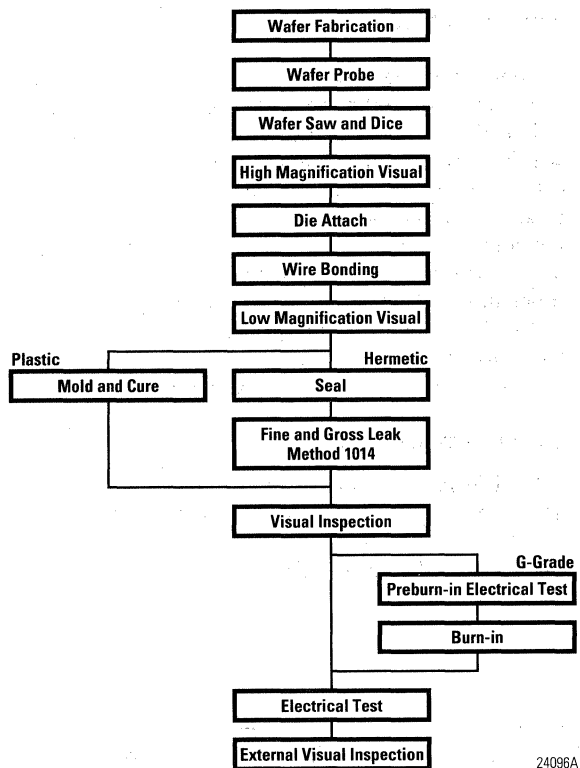 Wafer Fabrication
Wafer Probe
Wafer Saw and Dice
High Magnification Visual
Die Attach
Wire Bonding
Low Magnification Visual
Plastic
Hermetic
Mold and Cure
Seal
Fine and Gross Leak
Method 1014
Visual Inspection
G-Grade
Preburn-in Electrical Test
Burn-in
Electrical Test
External Visual Inspection
24096A